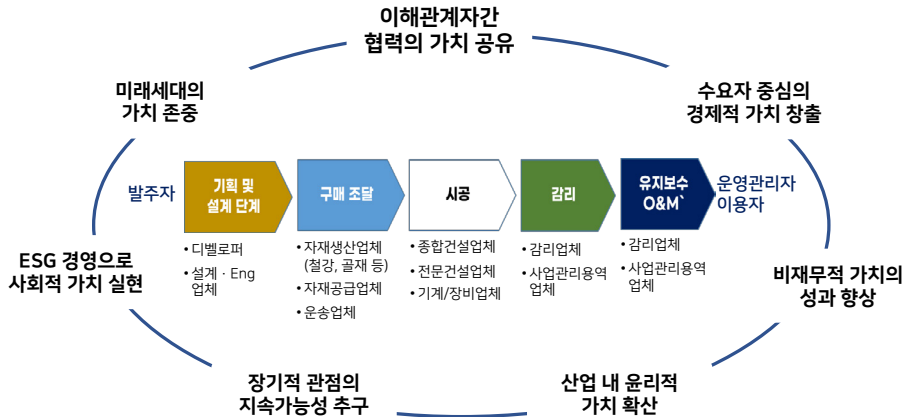 이해관계자간
협력의 가치 공유
미래세대의
가치 존중
수요자 중심의
경제적 가치 창출
발주자
기획 및
설계 단계
구매 조달
시공
감리
유지보수
O&M`
운영관리자
이용자
• 디벨로퍼
• 설계 · Eng
업체
• 자재생산업체
(철강, 골재 등)
• 자재공급업체
• 운송업체
• 종합건설업체
• 전문건설업체
• 기계/장비업체
• 감리업체
• 사업관리용역
업체
• 감리업체
• 사업관리용역
업체
ESG 경영으로
사회적 가치 실현
비재무적 가치의
성과 향상
장기적 관점의
지속가능성 추구
산업 내 윤리적
가치 확산